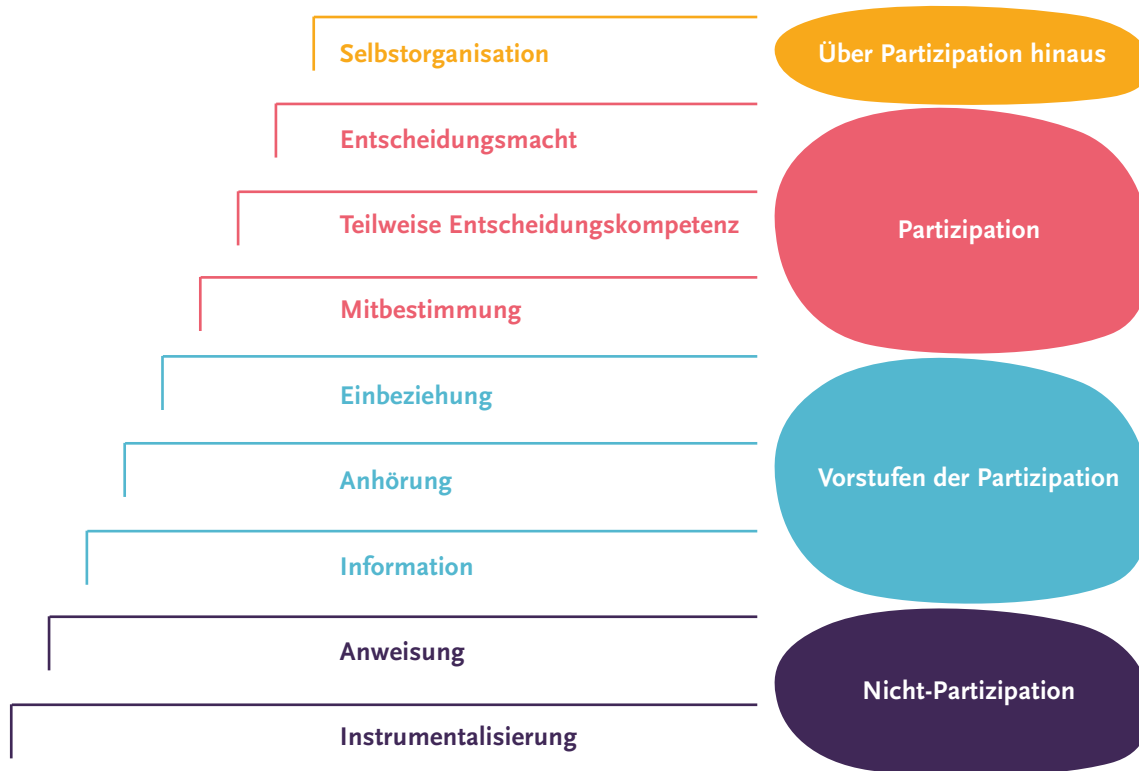 Selbstorganisation
Über Partizipation hinaus
Entscheidungsmacht
Teilweise Entscheidungskompetenz
Partizipation
Mitbestimmung
Einbeziehung
Anhörung
Vorstufen der Partizipation
Information
Anweisung
Nicht-Partizipation
Instrumentalisierung